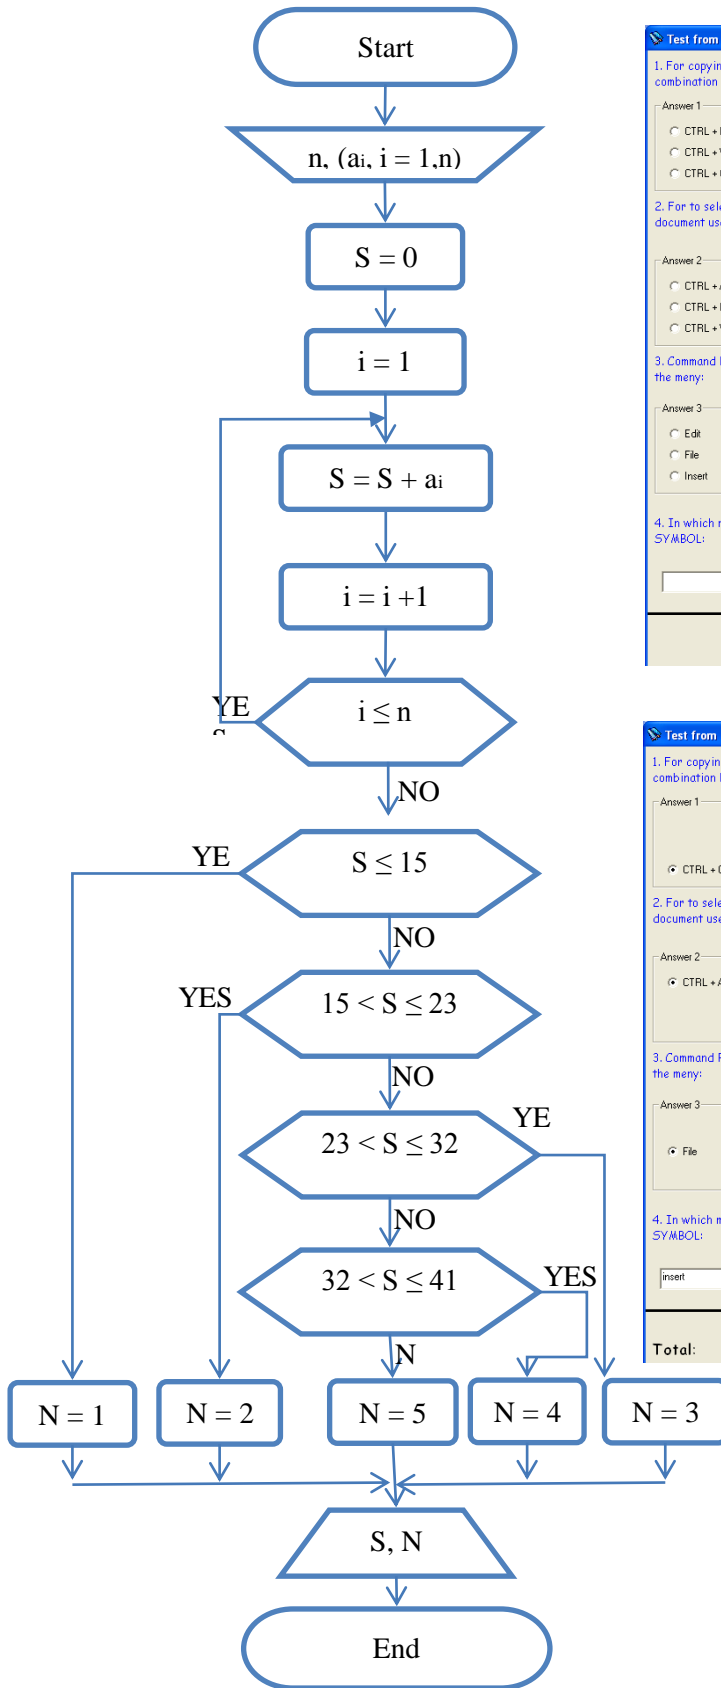 Start
n, (ai, i = 1,n)
S = 0
i = 1
S = S + ai
i = i +1
i ≤ n
YE
NO
S ≤ 15
YE
NO
15 < S ≤ 23
YES
NO
23 < S ≤ 32
YE
NO
32 < S ≤ 41
YES
N
N = 1
N = 2
N = 5
N = 4
N = 3
S, N
End
Test from
1. For copyin
combination
Answer 1
CTRL +
CTRL +
CTRL +
2. For to sele
document use
Answer 2
CTRL + A
CTRL +
CTRL +
3. Command
the meny:
Answer 3
Edit
File
Insert
4. In which
SYMBOL:
Test from
1. For copyin
combination
Answer 1
CTRL + C
2. For to sele
document use
Answer 2
CTRL + A
3. Command
the meny:
Answer 3
File
4. In which
SYMBOL:
insert
Total: